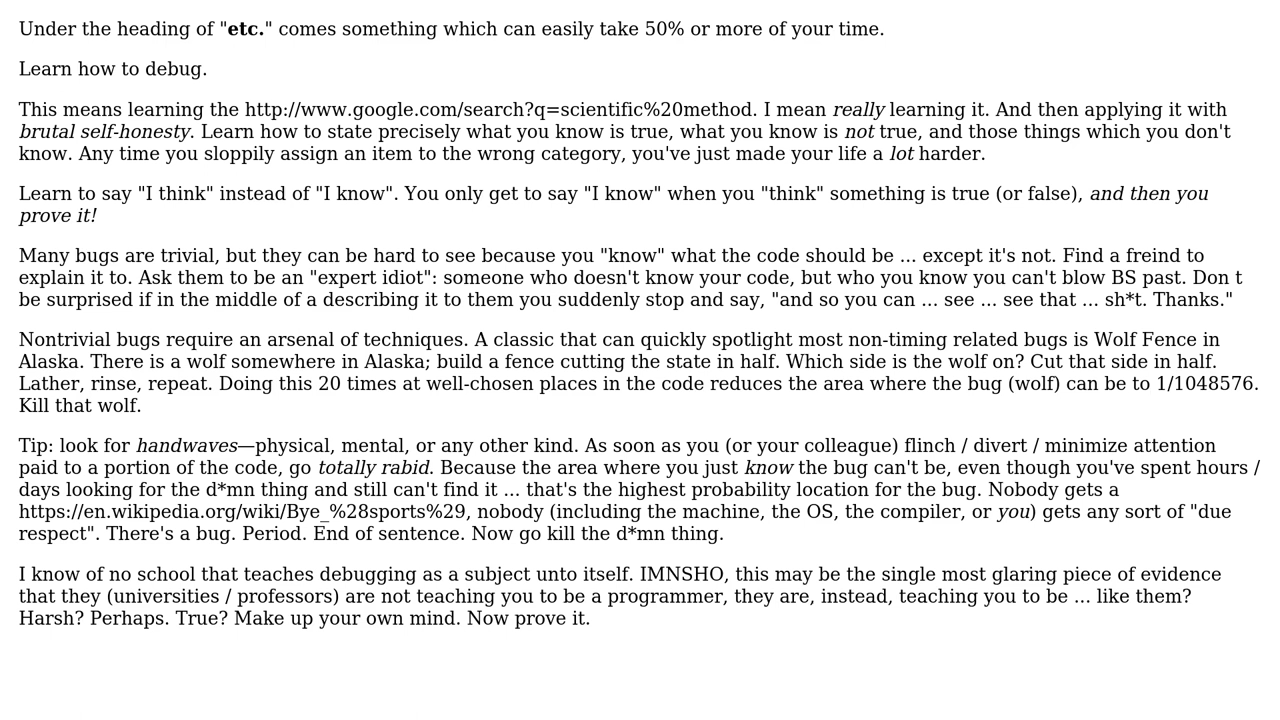 Under the heading of "etc." comes something which can easily take 50% or more of your time.
Learn how to debug.
This means learning the http://www.google.com/search?q=scientific%20method. I mean really learning it. And then applying it with
brutal self-honesty. Learn how to state precisely what you know is true, what you know is not true, and those things which you don't
know. Any time you sloppily assign an item to the wrong category, you've just made your life a lot harder.
Learn to say "I think" instead of "I know". You only get to say "I know" when you "think" something is true (or false), and then you
prove it!
Many bugs are trivial, but they can be hard to see because you "know" what the code should be ... except it's not. Find a freind to
explain it to. Ask them to be an "expert idiot": someone who doesn't know your code, but who you know you can't blow BS past. Don t
be surprised if in the middle of a describing it to them you suddenly stop and say, "and so you can ... see ... see that ... sh*t. Thanks."
Nontrivial bugs require an arsenal of techniques. A classic that can quickly spotlight most non-timing related bugs is Wolf Fence in
Alaska. There is a wolf somewhere in Alaska; build a fence cutting the state in half. Which side is the wolf on? Cut that side in half.
Lather, rinse, repeat. Doing this 20 times at well-chosen places in the code reduces the area where the bug (wolf) can be to 1/1048576.
Kill that wolf.
Tip: look for handwaves—physical, mental, or any other kind. As soon as you (or your colleague) flinch / divert / minimize attention
paid to a portion of the code, go totally rabid. Because the area where you just know the bug can't be, even though you've spent hours /
days looking for the d*mn thing and still can't find it ... that's the highest probability location for the bug. Nobody gets a
https://en.wikipedia.org/wiki/Bye_%28sports%29, nobody (including the machine, the OS, the compiler, or you) gets any sort of "due
respect". There's a bug. Period. End of sentence. Now go kill the d*mn thing.
I know of no school that teaches debugging as a subject unto itself. IMNSHO, this may be the single most glaring piece of evidence
that they (universities / professors) are not teaching you to be a programmer, they are, instead, teaching you to be ... like them?
Harsh? Perhaps. True? Make up your own mind. Now prove it.